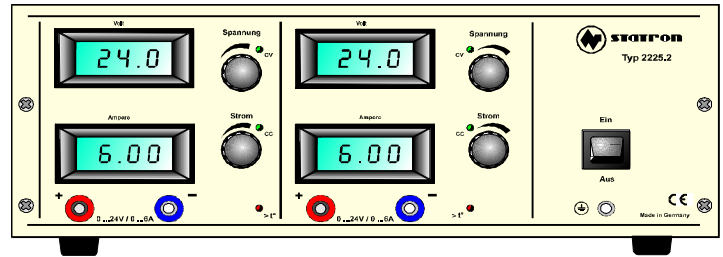 Volt
24.0
Spannung
CV
Ampere
6.00
Strom
CC
+ −
0 ...24V / 0 ...6A
> t°
Volt
24.0
Spannung
CV
Ampere
6.00
Strom
CC
+ −
0 ...24V / 0 ...6A
> t°
statron
Typ 2225.2
Ein
Aus
CE
Made in Germany